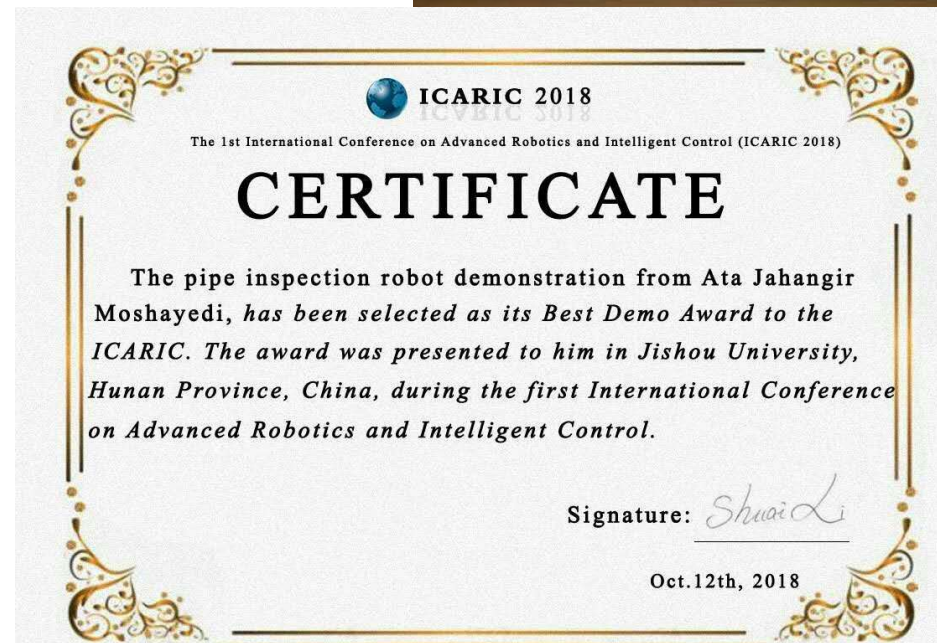 ICARIC 2018
The 1st International Conference on Advanced Robotics and Intelligent Control (ICARIC 2018)
CERTIFICATE
The pipe inspection robot demonstration from Ata Jahangir
Moshayedi, has been selected as its Best Demo Award to the
ICARIC. The award was presented to him in Jishou University,
Hunan Province, China, during the first International Conference
on Advanced Robotics and Intelligent Control.
Signature: Shuai Li
Oct.12th, 2018